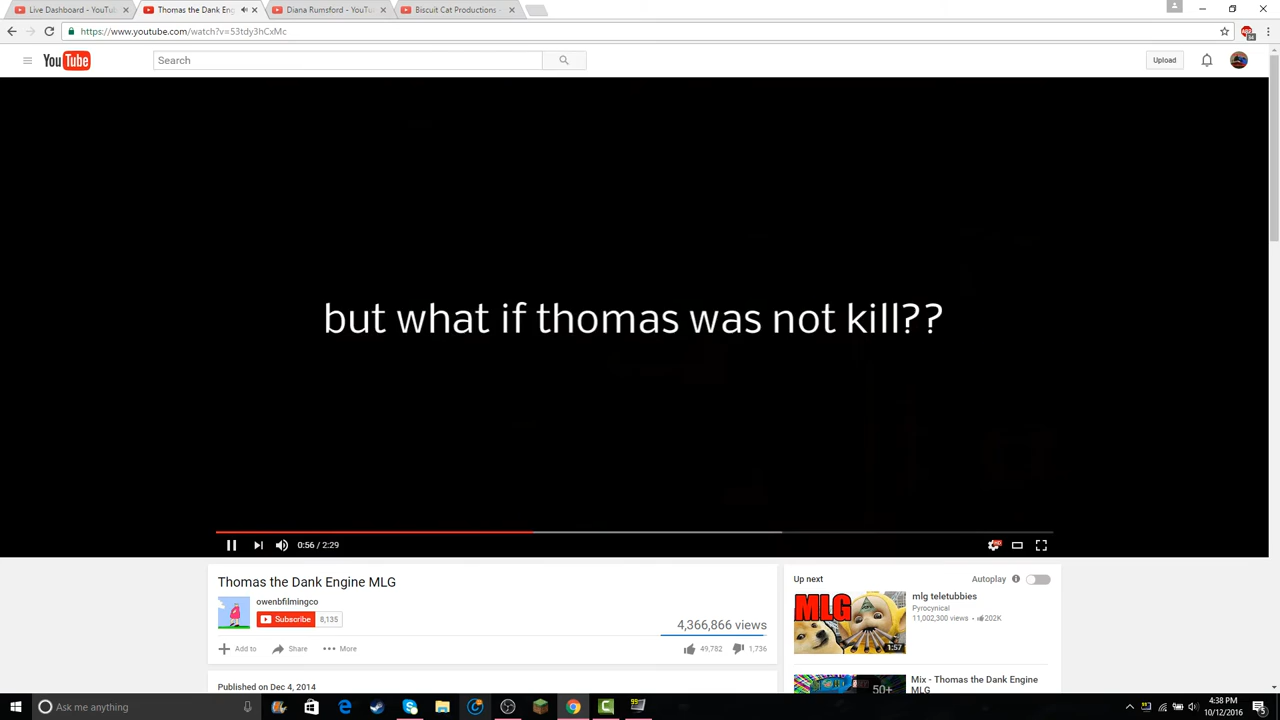 Live Dashboard - YouTu
Thomas the Dank Eng
Diana Rumsford - YouTu
Biscuit Cat Productions -
https://www.youtube.com/watch?v=53tdy3hCxMc
YouTube
Search
Upload
but what if thomas was not kill??
0:56 / 2:29
HD
Thomas the Dank Engine MLG
owenbfilmingco
Subscribe 8,135
4,366,866 views
Add to Share More
49,782 1,736
Published on Dec 4, 2014
Up next Autoplay
MLG
1:57
mlg teletubbies
Pyrocynical
11,002,300 views • 202K
50+
Mix - Thomas the Dank Engine
MLG
Ask me anything
99
4:38 PM
10/12/2016
5